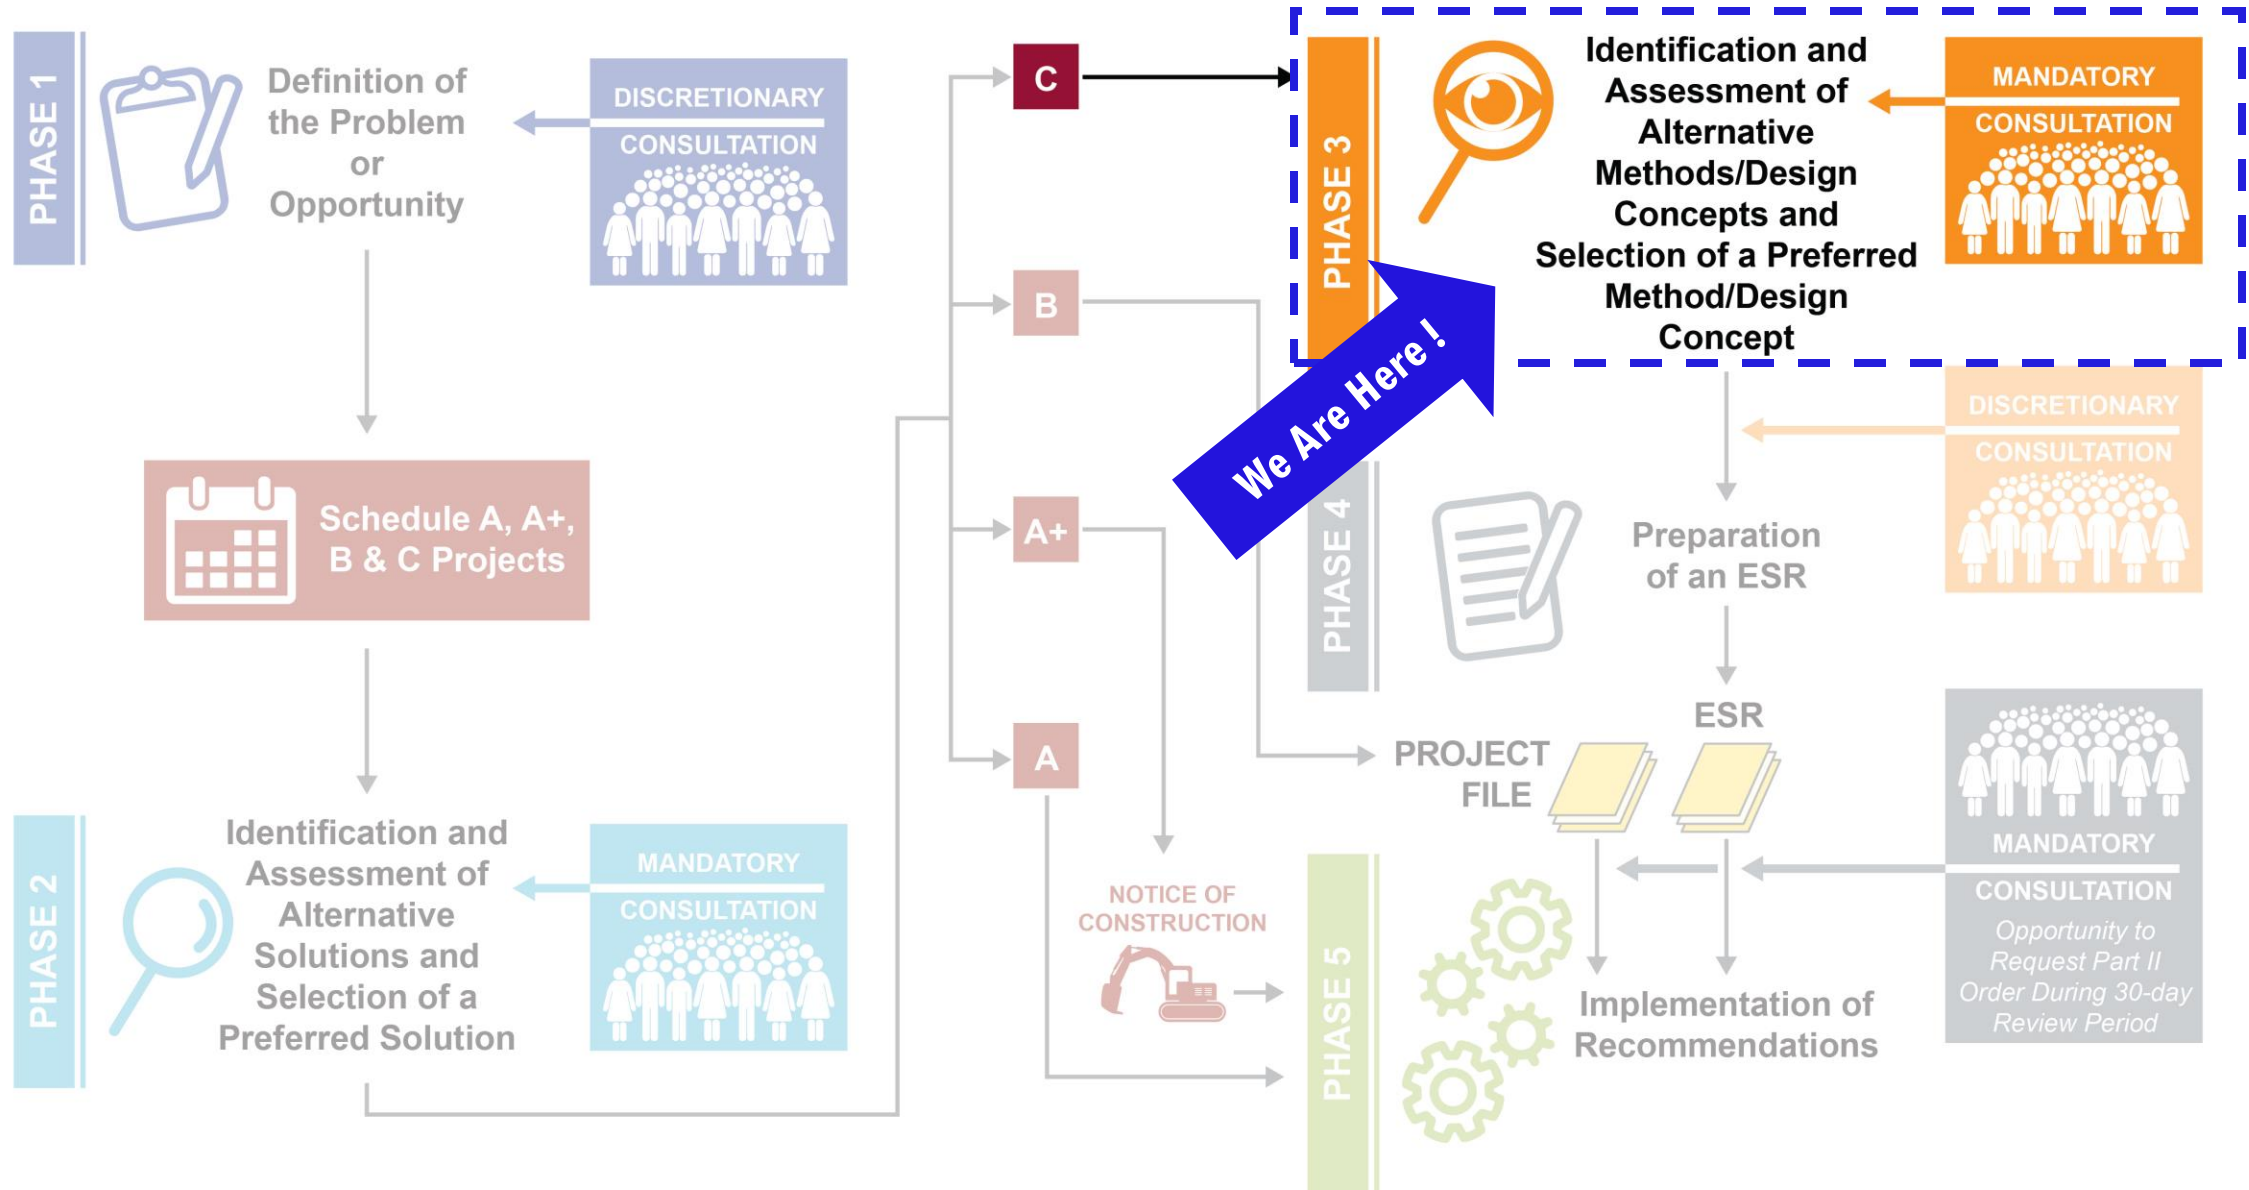 PHASE 1
Definition of
the Problem
or
Opportunity
DISCRETIONARY
CONSULTATION
Schedule A, A+,
B & C Projects
PHASE 2
Identification and
Assessment of
Alternative
Solutions and
Selection of a
Preferred Solution
MANDATORY
CONSULTATION
C
B
A+
A
NOTICE OF
CONSTRUCTION
PHASE 3
Identification and
Assessment of
Alternative
Methods/Design
Concepts and
Selection of a Preferred
Method/Design
Concept
MANDATORY
CONSULTATION
We Are Here !
DISCRETIONARY
CONSULTATION
PHASE 4
Preparation
of an ESR
ESR
PROJECT
FILE
MANDATORY
CONSULTATION
Opportunity to
Request Part II
Order During 30-day
Review Period
PHASE 5
Implementation of
Recommendations